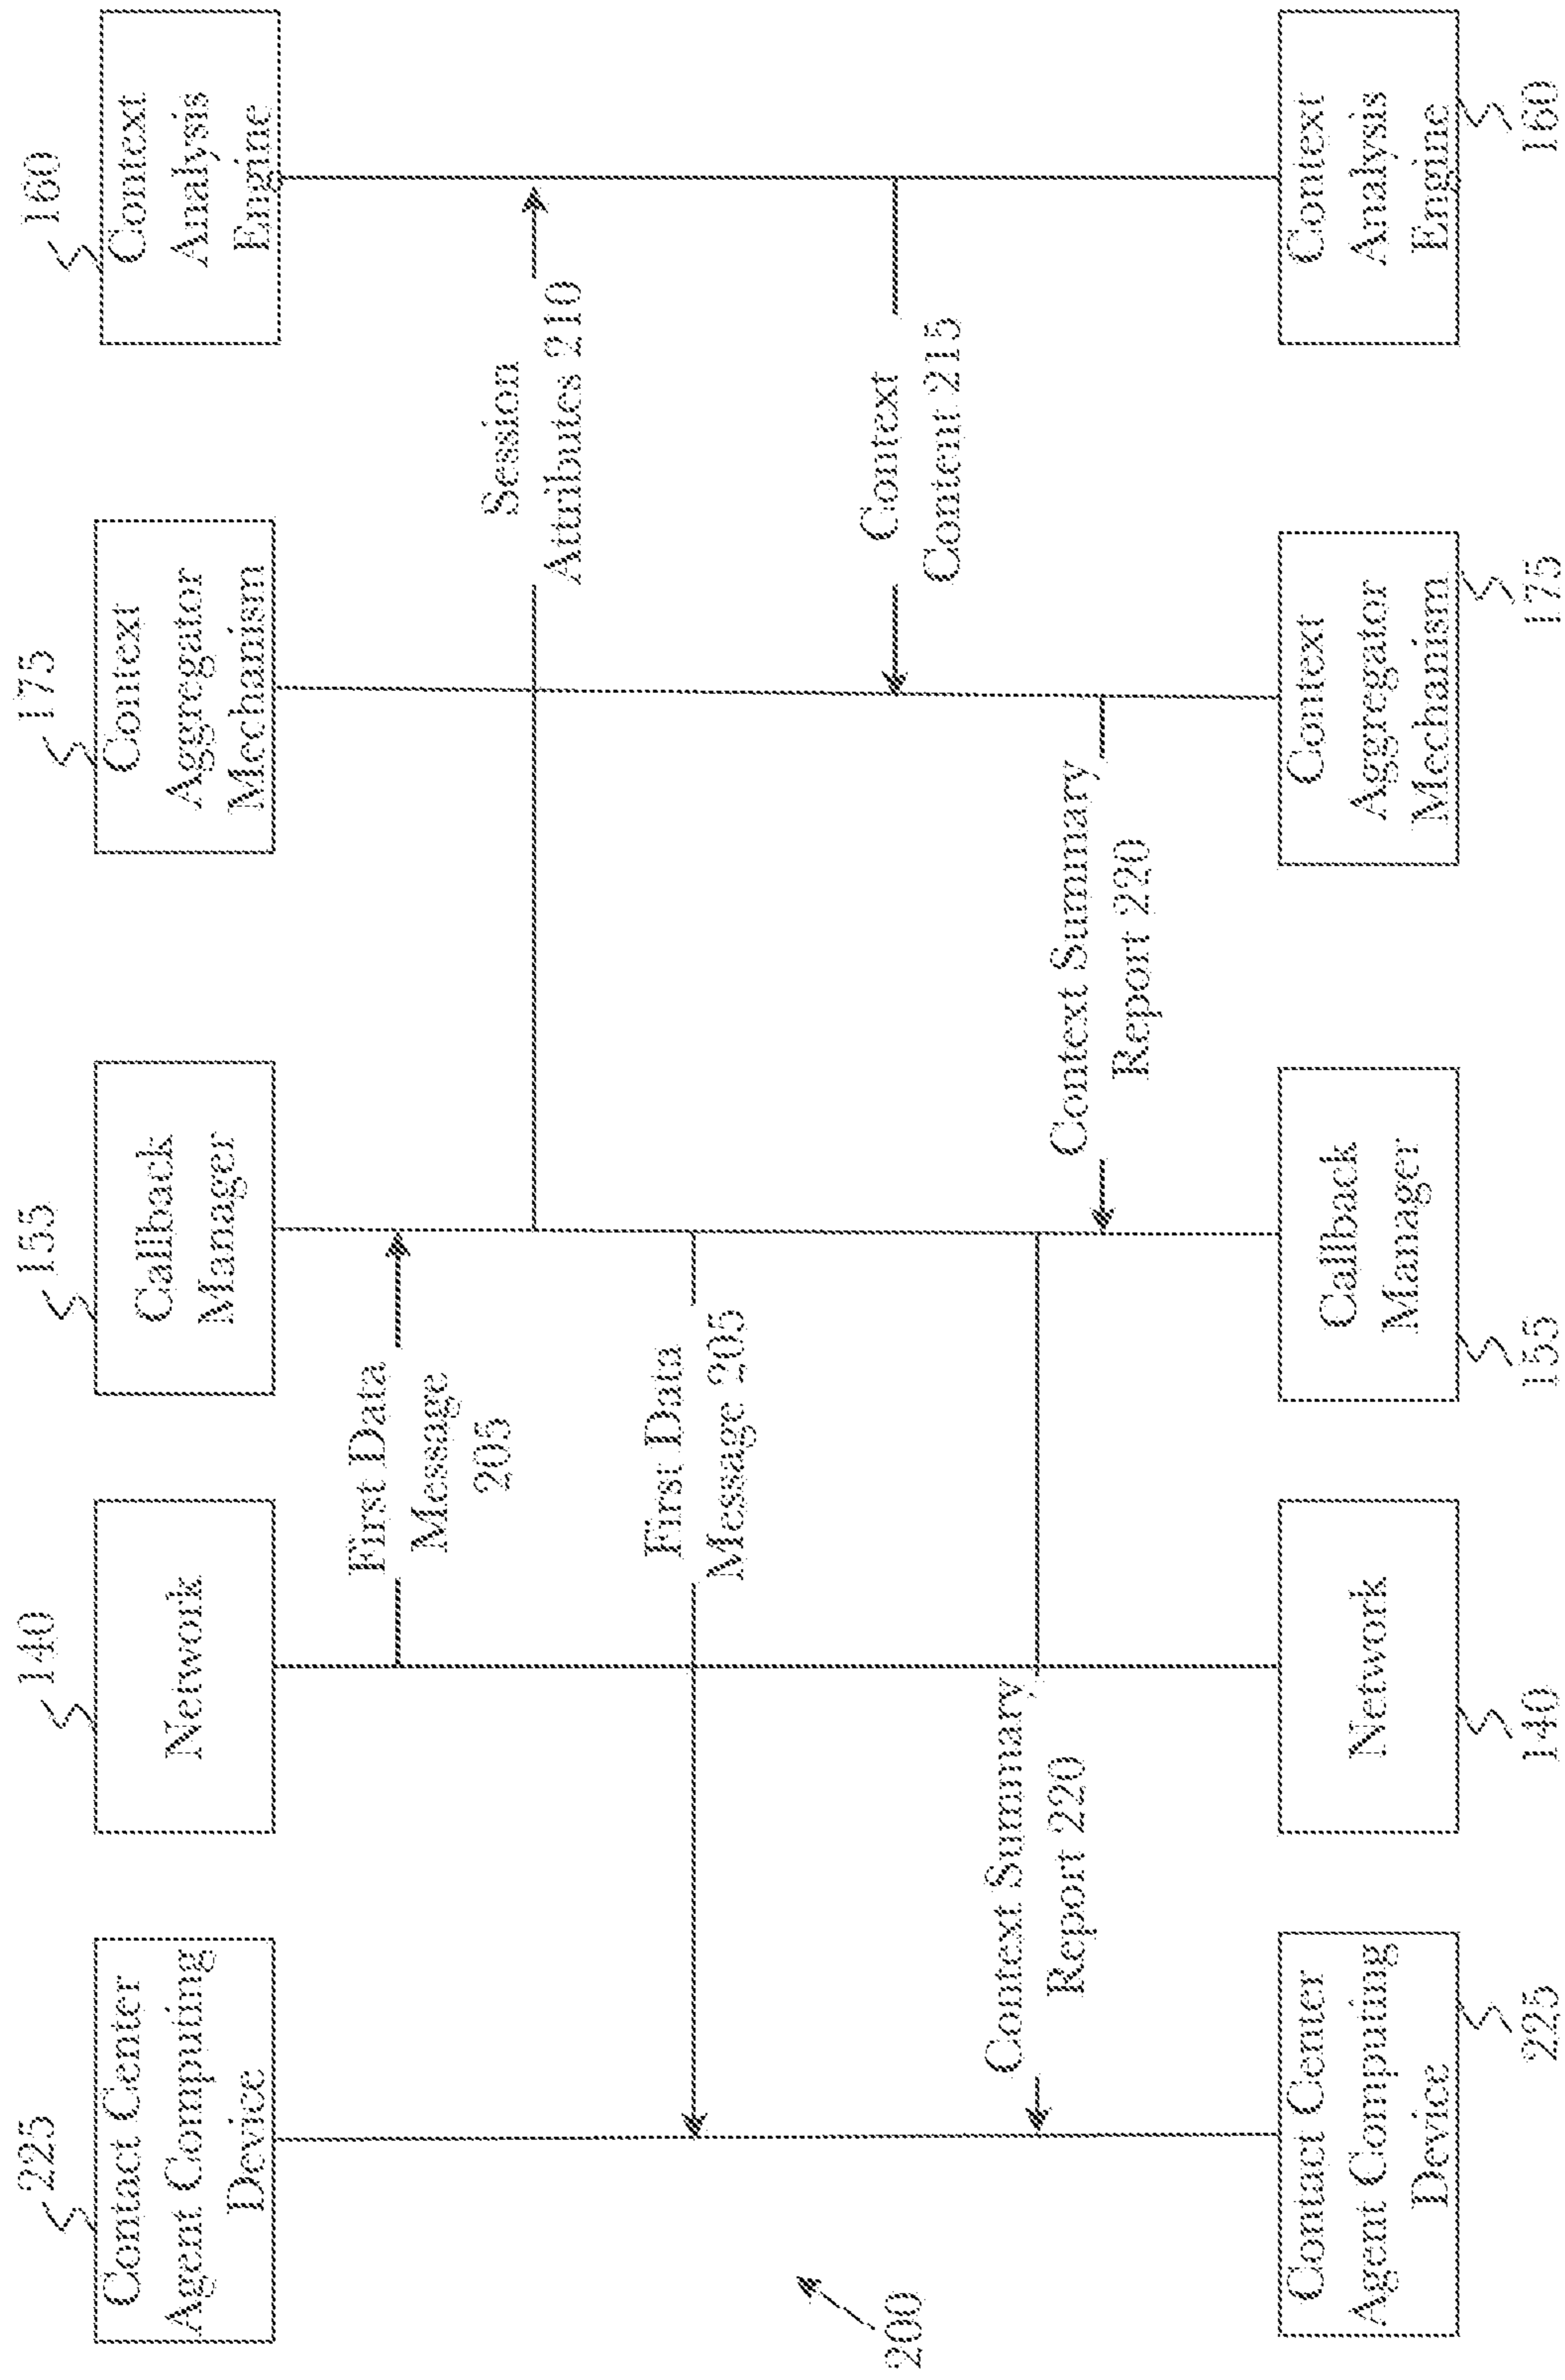 225
Contact Center
Agent Computing
Device
140
Network
155
Callback
Manager
175
Context
Aggregator
Mechanism
160
Context
Analysis
Engine
First Data
Message
205
Session
Attributes 210
First Data
Message 205
Context
Content 215
Context Summary
Report 220
Context Summary
Report 220
200
Contact Center
Agent Computing
Device
225
Network
140
Callback
Manager
155
Context
Aggregator
Mechanism
175
Context
Analysis
Engine
160